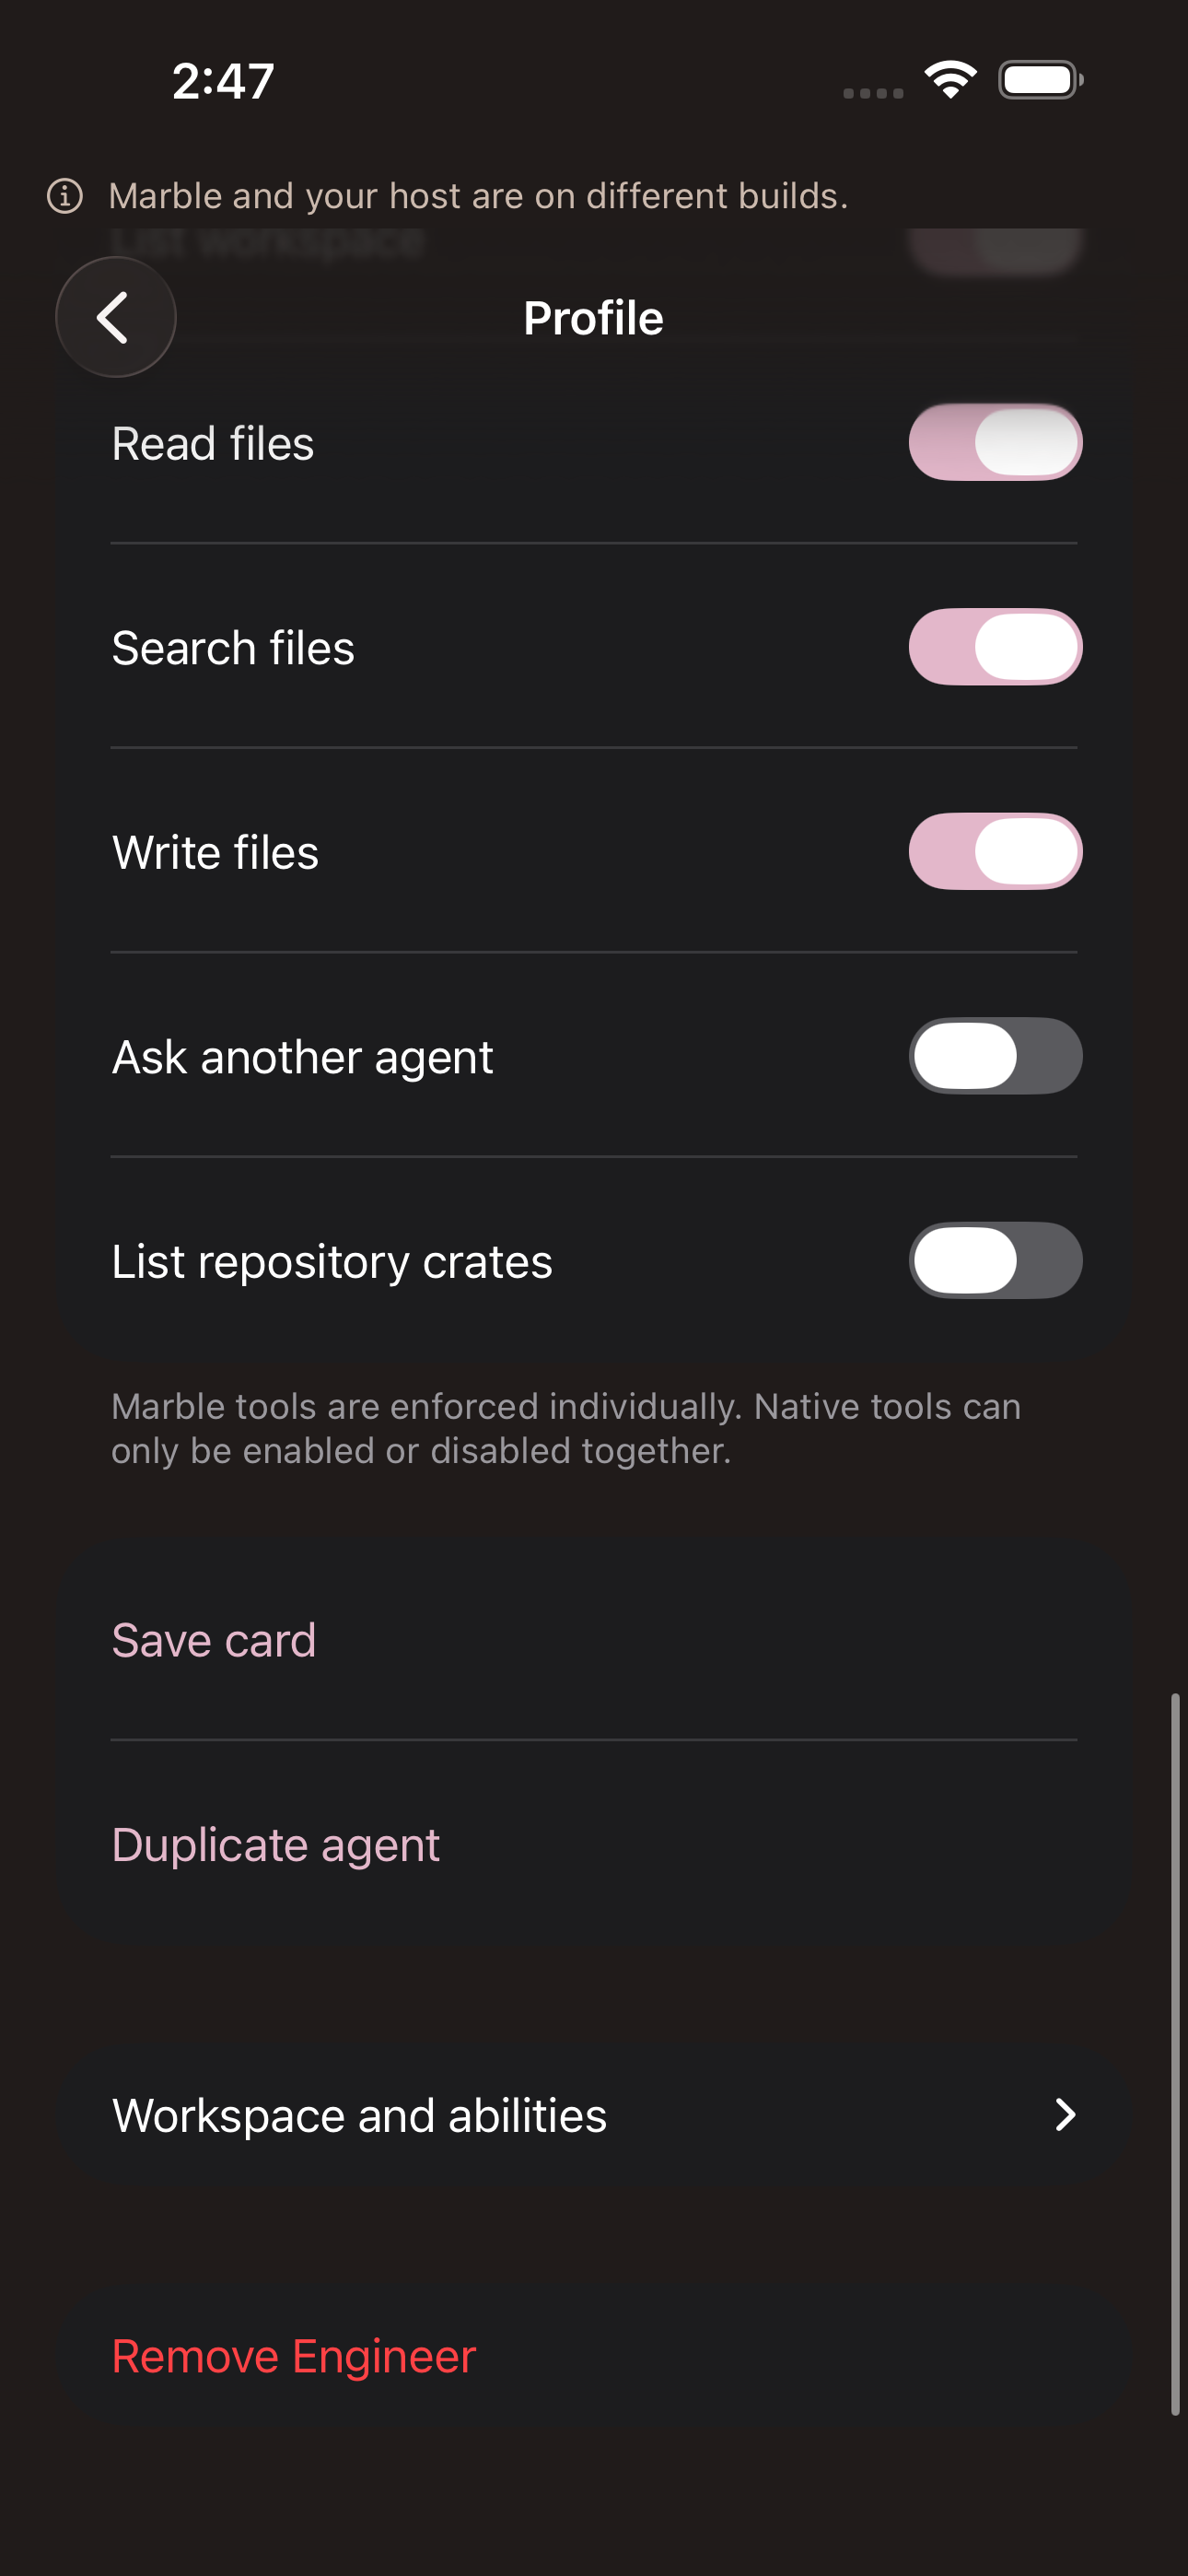 2:47
Marble and your host are on different builds.
List workspace
Profile
Read files
Search files
Write files
Ask another agent
List repository crates
Marble tools are enforced individually. Native tools can
only be enabled or disabled together.
Save card
Duplicate agent
Workspace and abilities
Remove Engineer